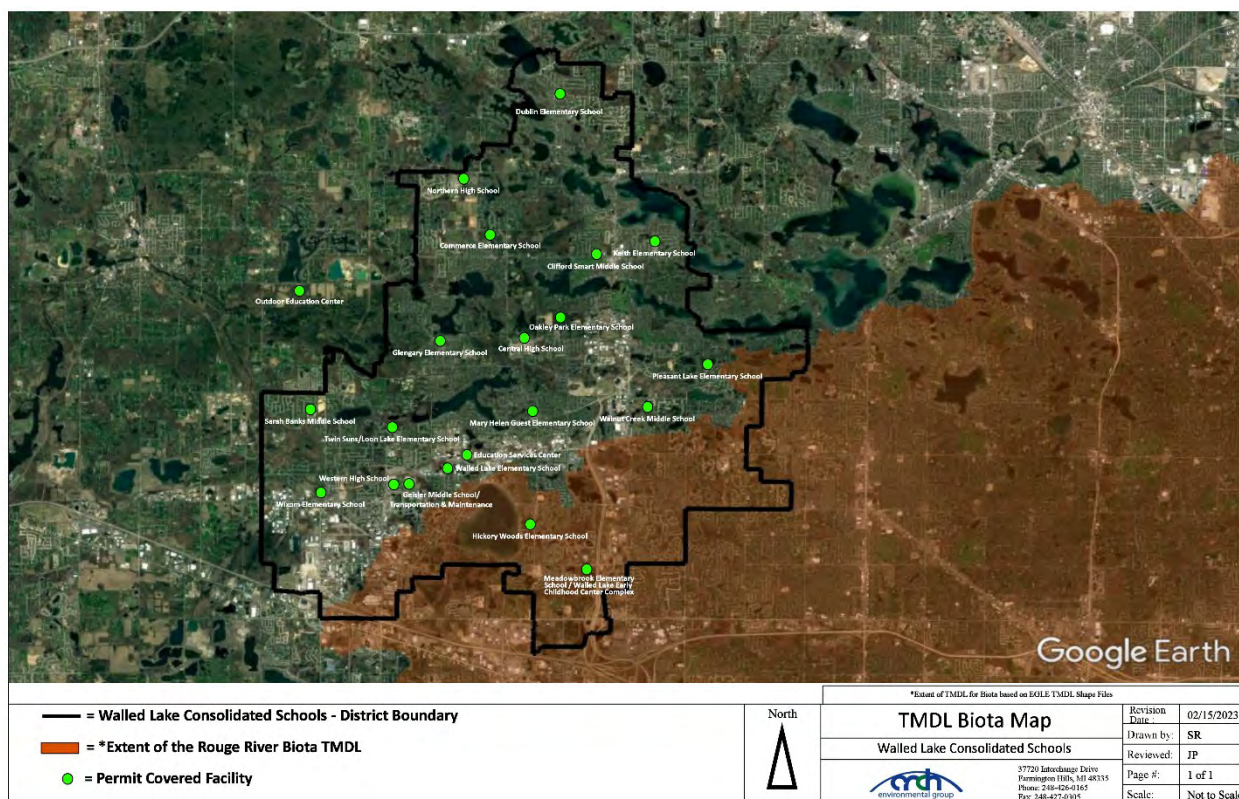 Dublin Elementary School
Northern High School
Commerce Elementary School
Keith Elementary School
Clifford Smart Middle School
Outdoor Education Center
Oakley Park Elementary School
Central High School
Glengary Elementary School
Pleasant Lake Elementary School
Walnut Creek Middle School
Sarah Banks Middle School
Mary Helen Guest Elementary School
Twin Suns/Loon Lake Elementary School
Education Services Center
Walled Lake Elementary School
Western High School
Geisler Middle School/
Transportation & Maintenance
Wixom Elementary School
Hickory Woods Elementary School
Meadowbrook Elementary
School / Walled Lake Early
Childhood Center Complex
Google Earth
= Walled Lake Consolidated Schools - District Boundary
= *Extent of the Rouge River Biota TMDL
= Permit Covered Facility
North
*Extent of TMDL for Biota based on EGLE TMDL Shape Files
TMDL Biota Map
Walled Lake Consolidated Schools
environmental group
37720 Interchange Drive
Farmington Hills, MI 48335
Phone: 248-426-0165
Fax: 248-427-0305
Revision
Date :
02/15/2023
Drawn by: SR
Reviewed: JP
Page #: 1 of 1
Scale: Not to Scale